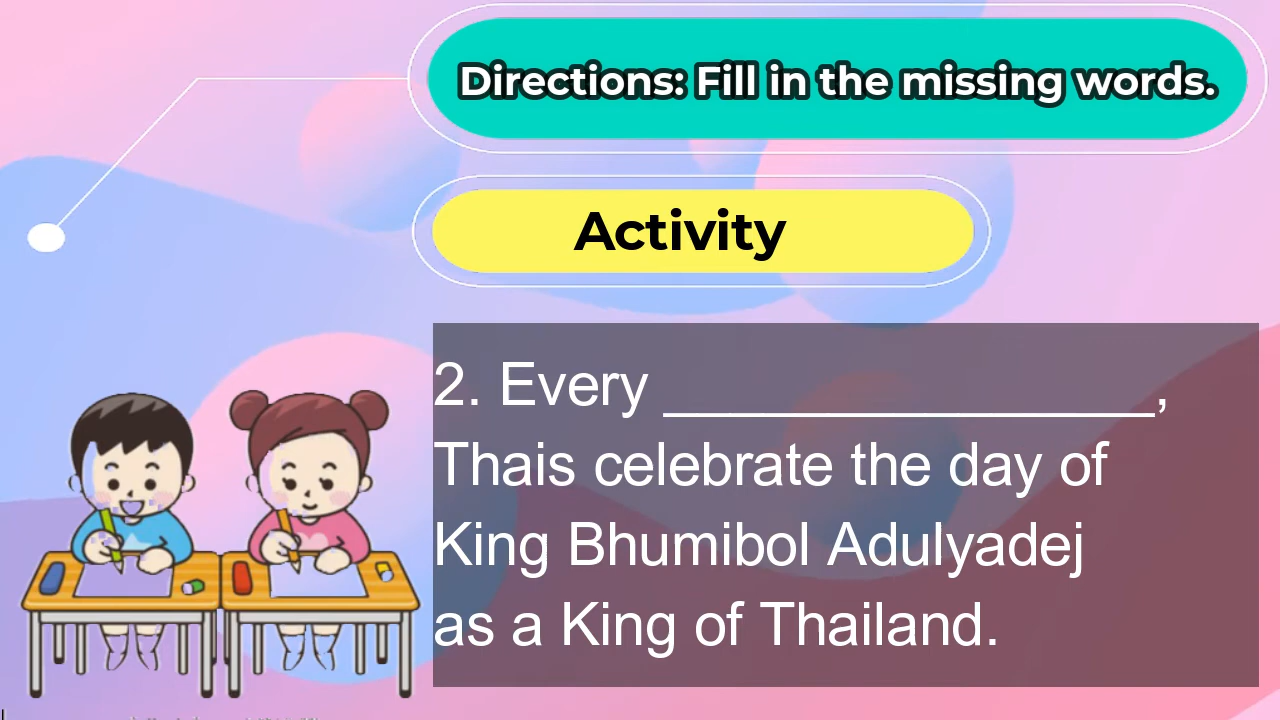 Directions: Fill in the missing words.
Activity
2. Every _________________,
Thais celebrate the day of
King Bhumibol Adulyadej
as a King of Thailand.